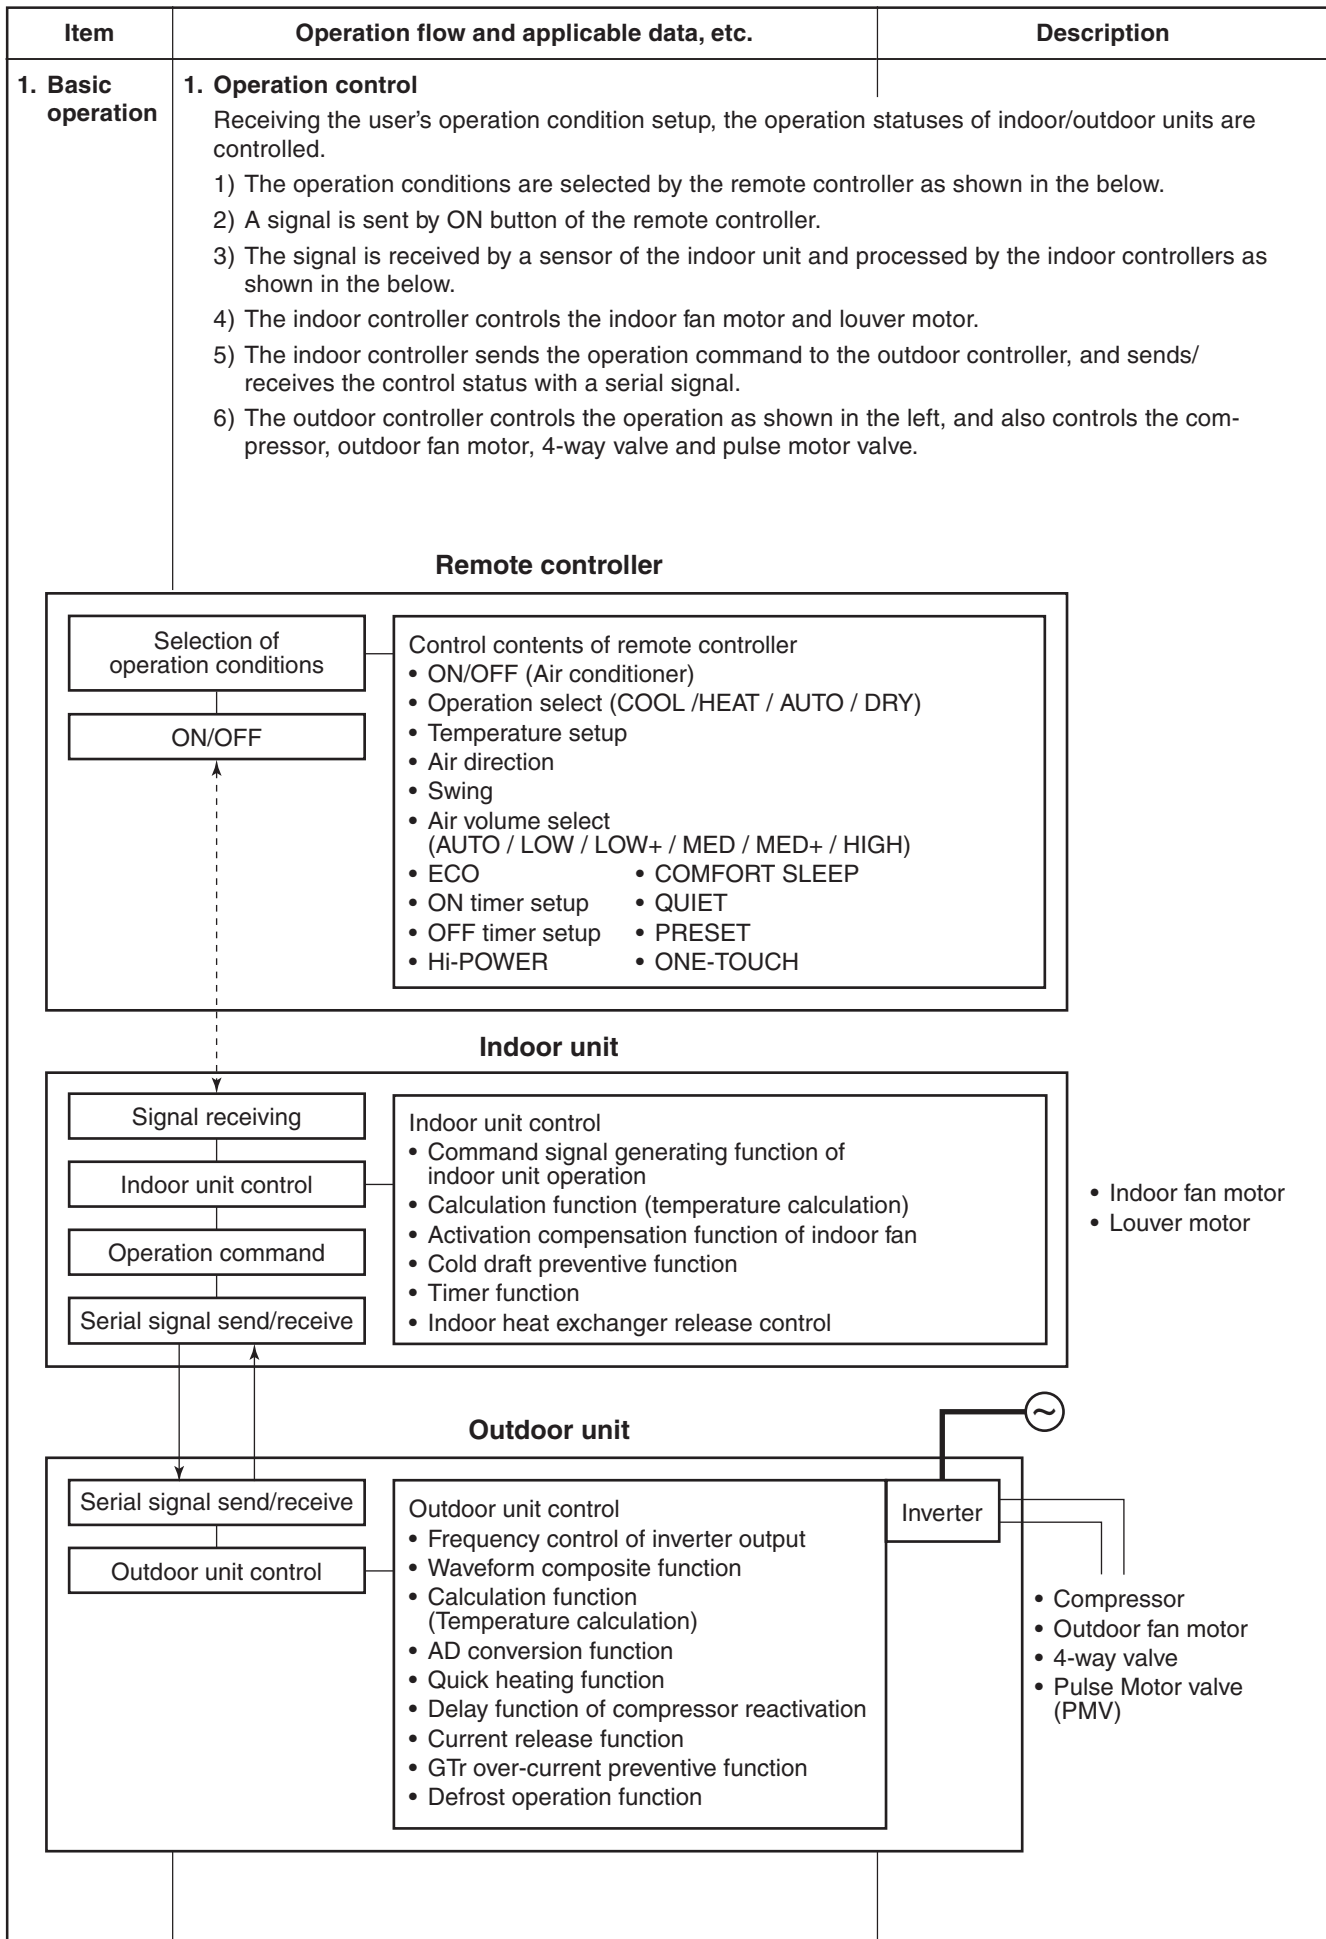 Item
Operation flow and applicable data, etc.
Description
1. Basic
operation
1. Operation control
Receiving the user's operation condition setup, the operation statuses of indoor/outdoor units are
controlled.
1) The operation conditions are selected by the remote controller as shown in the below.
2) A signal is sent by ON button of the remote controller.
3) The signal is received by a sensor of the indoor unit and processed by the indoor controllers as
shown in the below.
4) The indoor controller controls the indoor fan motor and louver motor.
5) The indoor controller sends the operation command to the outdoor controller, and sends/
receives the control status with a serial signal.
6) The outdoor controller controls the operation as shown in the left, and also controls the com-
pressor, outdoor fan motor, 4-way valve and pulse motor valve.
Remote controller
Selection of
operation conditions
ON/OFF
Control contents of remote controller
• ON/OFF (Air conditioner)
• Operation select (COOL /HEAT / AUTO / DRY)
• Temperature setup
• Air direction
• Swing
• Air volume select
(AUTO / LOW / LOW+ / MED / MED+ / HIGH)
• ECO • COMFORT SLEEP
• ON timer setup • QUIET
• OFF timer setup • PRESET
• Hi-POWER • ONE-TOUCH
Indoor unit
Signal receiving
Indoor unit control
Operation command
Serial signal send/receive
Indoor unit control
• Command signal generating function of
indoor unit operation
• Calculation function (temperature calculation)
• Activation compensation function of indoor fan
• Cold draft preventive function
• Timer function
• Indoor heat exchanger release control
• Indoor fan motor
• Louver motor
Outdoor unit
~
Serial signal send/receive
Outdoor unit control
Outdoor unit control
• Frequency control of inverter output
• Waveform composite function
• Calculation function
(Temperature calculation)
• AD conversion function
• Quick heating function
• Delay function of compressor reactivation
• Current release function
• GTr over-current preventive function
• Defrost operation function
Inverter
• Compressor
• Outdoor fan motor
• 4-way valve
• Pulse Motor valve
(PMV)